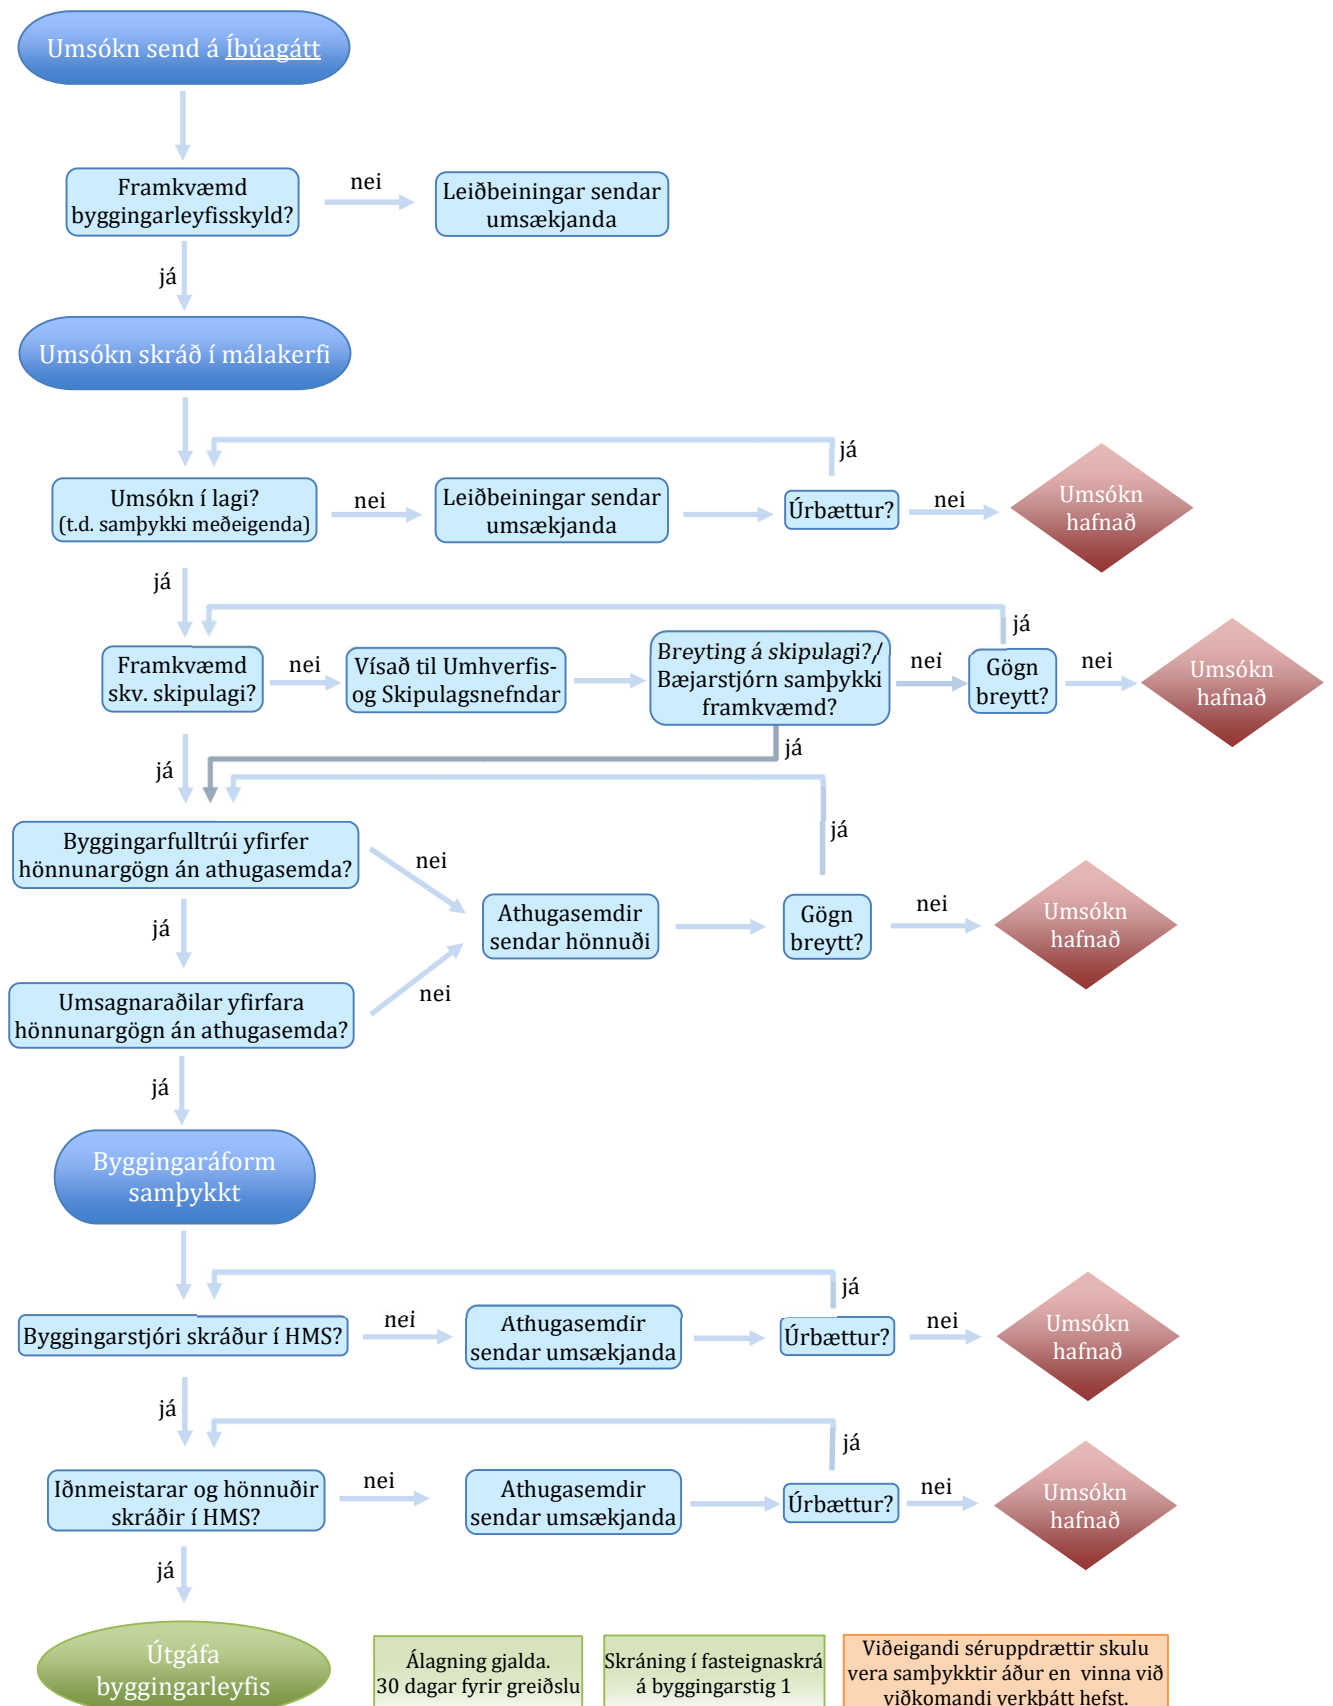 Umsókn send á Íbúagátt
Framkvæmd
byggingarleyfisskyld?
nei
Leiðbeiningar sendar
umsækjanda
já
Umsókn skráð í málakerfi
já
Umsókn í lagi?
(t.d. samþykki meðeigenda)
nei
Leiðbeiningar sendar
umsækjanda
Úrbættur?
nei
Umsókn
hafnað
já
já
Framkvæmd
skv. skipulagi?
nei
Vísað til Umhverfis-
og Skipulagsnefndar
Breyting á skipulagi?/
Bæjarstjórn samþykki
framkvæmd?
nei
Gögn
breytt?
nei
Umsókn
hafnað
já
já
Byggingarfulltrúi yfirfer
hönnunargögn án athugasemda?
nei
já
já
Athugasemdir
sendar hönnuði
Gögn
breytt?
nei
Umsókn
hafnað
Umsagnaraðilar yfirfara
hönnunargögn án athugasemda?
nei
já
Byggingaráform
samþykkt
já
Byggingarstjóri skráður í HMS?
nei
Athugasemdir
sendar umsækjanda
Úrbættur?
nei
Umsókn
hafnað
já
já
Iðnmeistarar og hönnuðir
skráðir í HMS?
nei
Athugasemdir
sendar umsækjanda
Úrbættur?
nei
Umsókn
hafnað
já
Útgáfa
byggingarleyfis
Álagning gjalda.
30 dagar fyrir greiðslu
Skráning í fasteignaskrá
á byggingarstig 1
Viðeigandi séruppdrættir skulu
vera samþykktir áður en vinna við
viðkomandi verkþátt hefst.